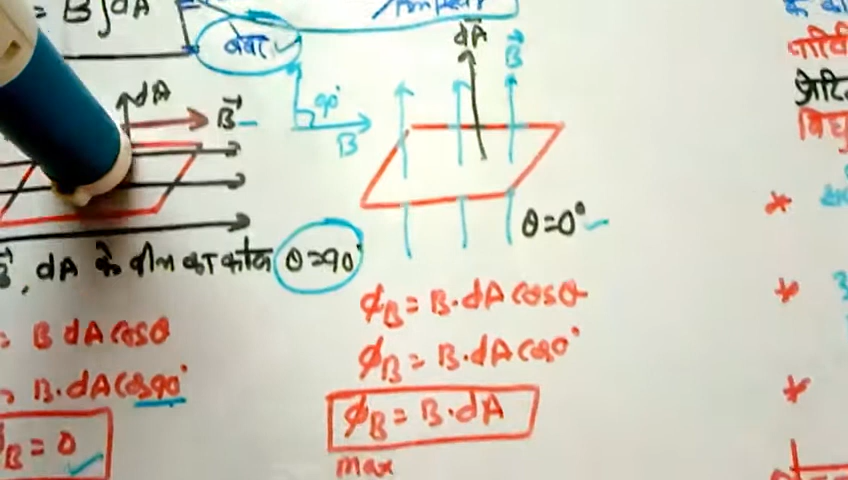 = B∫dA
वेबर
dA
B
90°
B
dA
B
θ=0°
B, dA के बीच का कोण θ=90°
= B dA cosθ
= B.dA cos90°
ϕB = 0
ϕB = B.dA cosθ
ϕB = B.dA cos0°
ϕB = B.dA
max